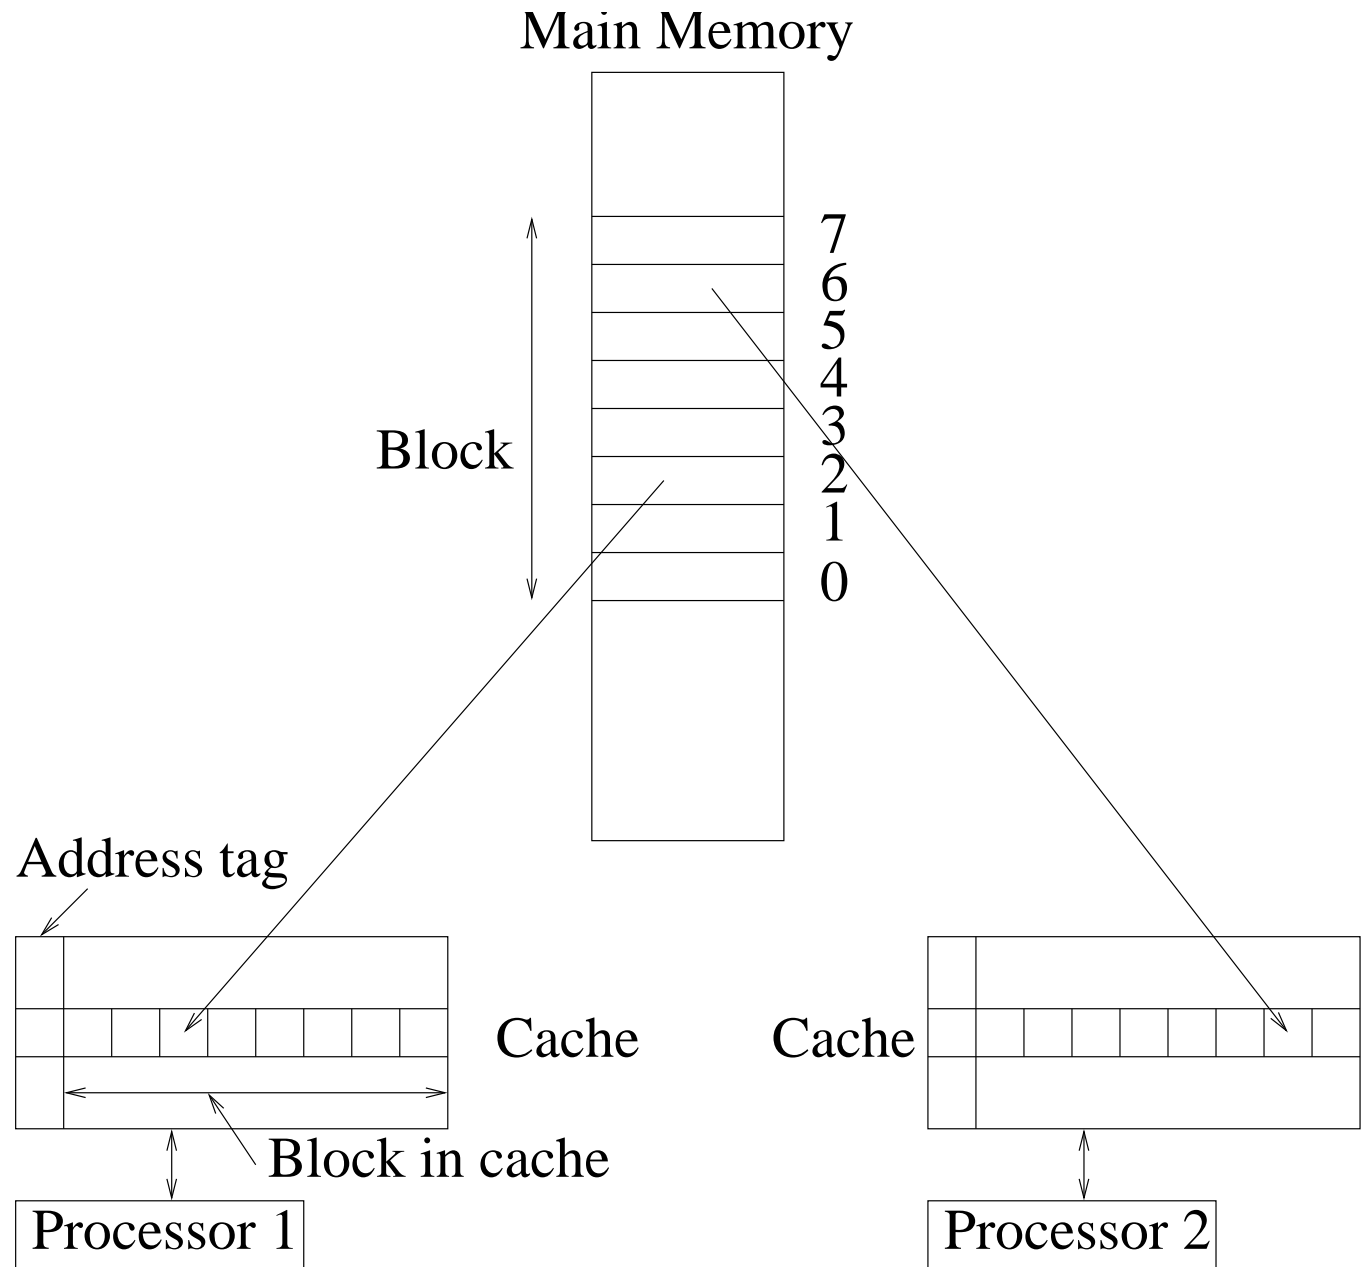 Main Memory
7
6
5
4
3
Block
2
1
0
Address tag
Cache
Cache
Block in cache
Processor 1
Processor 2